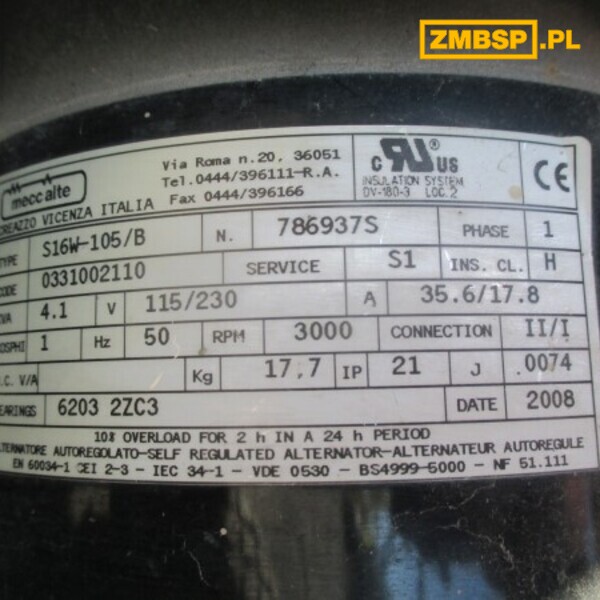 ZMBSP.PL
mecc alte
Via Roma n.20, 36051
CREAZZO VICENZA ITALIA
Tel.0444/396111-R.A.
Fax 0444/396166
C RU US
INSULATION SYSTEM
DV-180-3 LOC.2
CE
TYPE S16W-105/B N. 786937S PHASE 1
CODE 0331002110 SERVICE S1 INS. CL. H
KVA 4.1 V 115/230 A 35.6/17.8
COSPHI 1 Hz 50 RPM 3000 CONNECTION II/I
V/A Kg 17,7 IP 21 J .0074
BEARINGS 6203 2ZC3 DATE 2008
10% OVERLOAD FOR 2 h IN A 24 h PERIOD
ALTERNATORE AUTOREGOLATO-SELF REGULATED ALTERNATOR-ALTERNATEUR AUTOREGULE
EN 60034-1 CEI 2-3 - IEC 34-1 - VDE 0530 - BS4999-5000 - NF 51.111